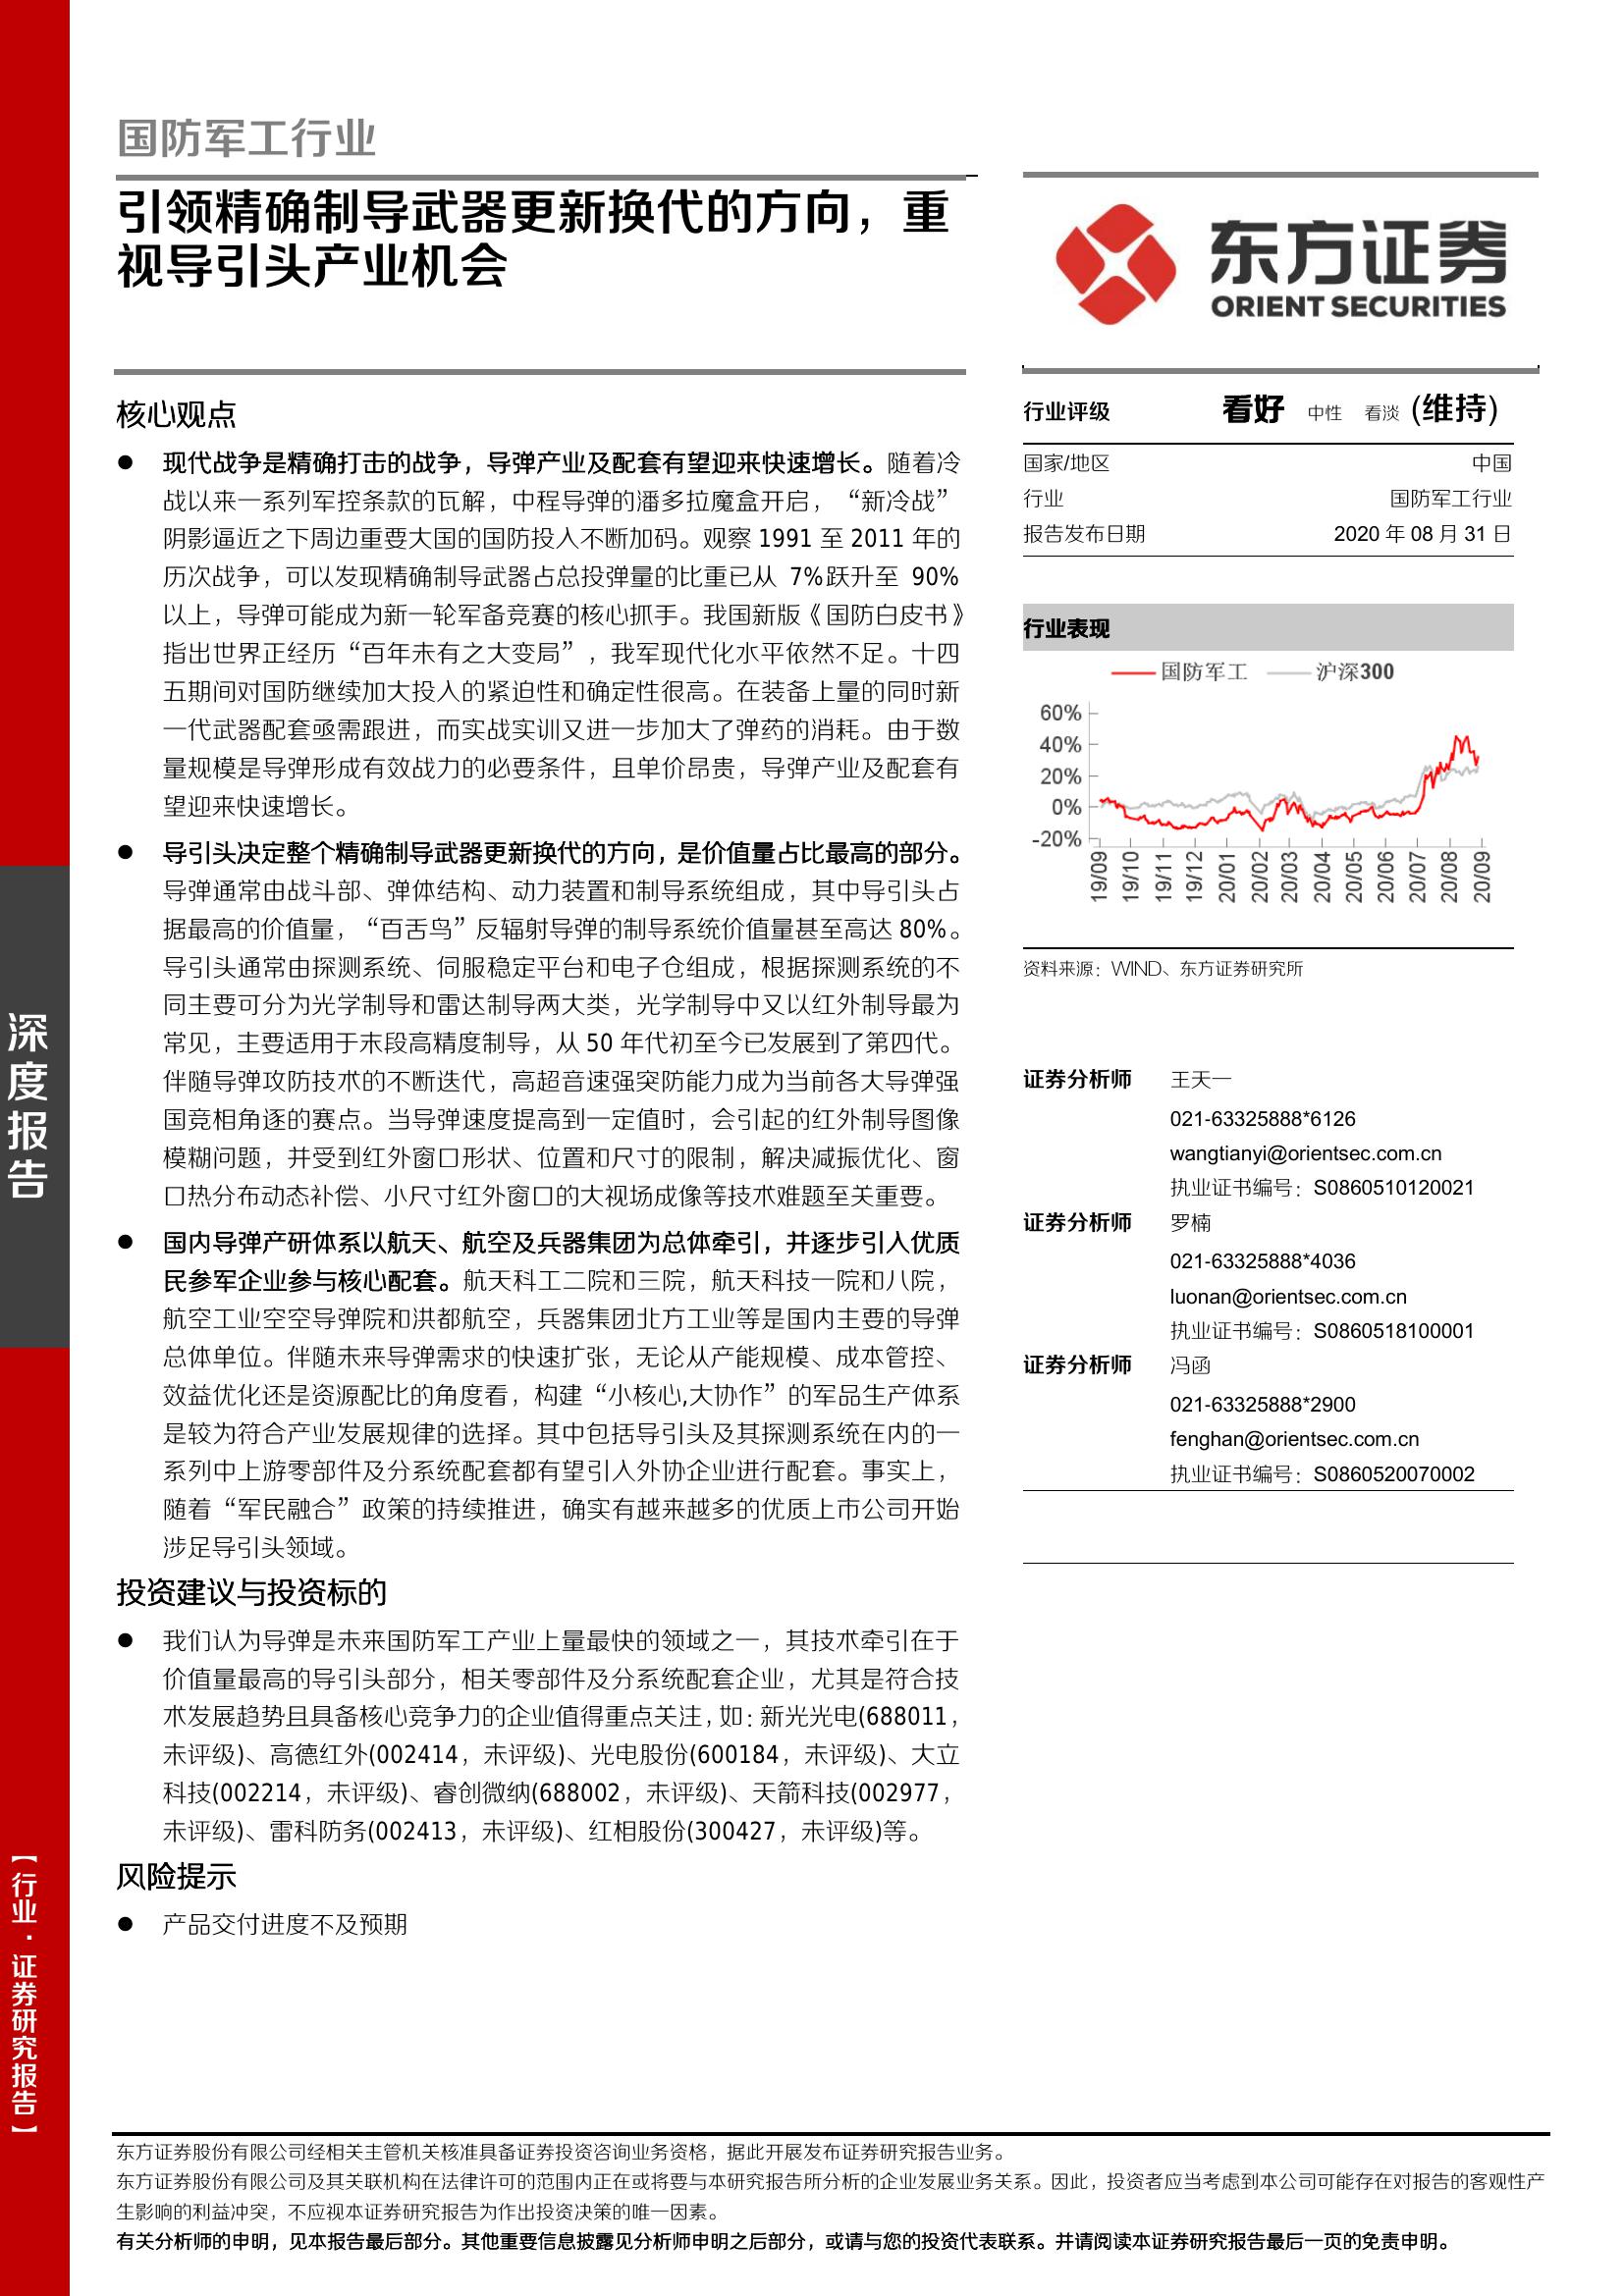 国防军工行业
引领精确制导武器更新换代的方向，重
视导引头产业机会
东方证券
ORIENT SECURITIES
核心观点
● 现代战争是精确打击的战争，导弹产业及配套有望迎来快速增长。随着冷
战以来一系列军控条款的瓦解，中程导弹的潘多拉魔盒开启，“新冷战”
阴影逼近之下周边重要大国的国防投入不断加码。观察 1991 至 2011 年的
历次战争，可以发现精确制导武器占总投弹量的比重已从 7%跃升至 90%
以上，导弹可能成为新一轮军备竞赛的核心抓手。我国新版《国防白皮书》
指出世界正经历“百年未有之大变局”，我军现代化水平依然不足。十四
五期间对国防继续加大投入的紧迫性和确定性很高。在装备上量的同时新
一代武器配套亟需跟进，而实战实训又进一步加大了弹药的消耗。由于数
量规模是导弹形成有效战力的必要条件，且单价昂贵，导弹产业及配套有
望迎来快速增长。
● 导引头决定整个精确制导武器更新换代的方向，是价值量占比最高的部分。
导弹通常由战斗部、弹体结构、动力装置和制导系统组成，其中导引头占
据最高的价值量，“百舌鸟”反辐射导弹的制导系统价值量甚至高达 80%。
导引头通常由探测系统、伺服稳定平台和电子仓组成，根据探测系统的不
同主要可分为光学制导和雷达制导两大类，光学制导中又以红外制导最为
常见，主要适用于末段高精度制导，从 50 年代初至今已发展到了第四代。
伴随导弹攻防技术的不断迭代，高超音速强突防能力成为当前各大导弹强
国竞相角逐的赛点。当导弹速度提高到一定值时，会引起的红外制导图像
模糊问题，并受到红外窗口形状、位置和尺寸的限制，解决减振优化、窗
口热分布动态补偿、小尺寸红外窗口的大视场成像等技术难题至关重要。
● 国内导弹产研体系以航天、航空及兵器集团为总体牵引，并逐步引入优质
民参军企业参与核心配套。航天科工二院和三院，航天科技一院和八院，
航空工业空空导弹院和洪都航空，兵器集团北方工业等是国内主要的导弹
总体单位。伴随未来导弹需求的快速扩张，无论从产能规模、成本管控、
效益优化还是资源配比的角度看，构建“小核心,大协作”的军品生产体系
是较为符合产业发展规律的选择。其中包括导引头及其探测系统在内的一
系列中上游零部件及分系统配套都有望引入外协企业进行配套。事实上，
随着“军民融合”政策的持续推进，确实有越来越多的优质上市公司开始
涉足导引头领域。
投资建议与投资标的
● 我们认为导弹是未来国防军工产业上量最快的领域之一，其技术牵引在于
价值量最高的导引头部分，相关零部件及分系统配套企业，尤其是符合技
术发展趋势且具备核心竞争力的企业值得重点关注，如：新光光电(688011，
未评级)、高德红外(002414，未评级)、光电股份(600184，未评级)、大立
科技(002214，未评级)、睿创微纳(688002，未评级)、天箭科技(002977，
未评级)、雷科防务(002413，未评级)、红相股份(300427，未评级)等。
风险提示
● 产品交付进度不及预期
行业评级 看好 中性 看淡 (维持)
国家/地区 中国
行业 国防军工行业
报告发布日期 2020 年 08 月 31 日
行业表现
国防军工 沪深300
60%
40%
20%
0%
-20%
19/09 19/10 19/11 19/12 20/01 20/02 20/03 20/04 20/05 20/06 20/07 20/08 20/09
资料来源：WIND、东方证券研究所
证券分析师 王天一
021-63325888*6126
wangtianyi@orientsec.com.cn
执业证书编号：S0860510120021
证券分析师 罗楠
021-63325888*4036
luonan@orientsec.com.cn
执业证书编号：S0860518100001
证券分析师 冯函
021-63325888*2900
fenghan@orientsec.com.cn
执业证书编号：S0860520070002
深度报告
【行业·证券研究报告】
东方证券股份有限公司经相关主管机关核准具备证券投资咨询业务资格，据此开展发布证券研究报告业务。
东方证券股份有限公司及其关联机构在法律许可的范围内正在或将要与本研究报告所分析的企业发展业务关系。因此，投资者应当考虑到本公司可能存在对报告的客观性产
生影响的利益冲突，不应视本证券研究报告为作出投资决策的唯一因素。
有关分析师的申明，见本报告最后部分。其他重要信息披露见分析师申明之后部分，或请与您的投资代表联系。并请阅读本证券研究报告最后一页的免责申明。